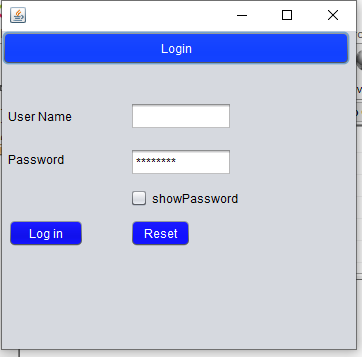 Login
User Name
Password ********
showPassword
Log in Reset